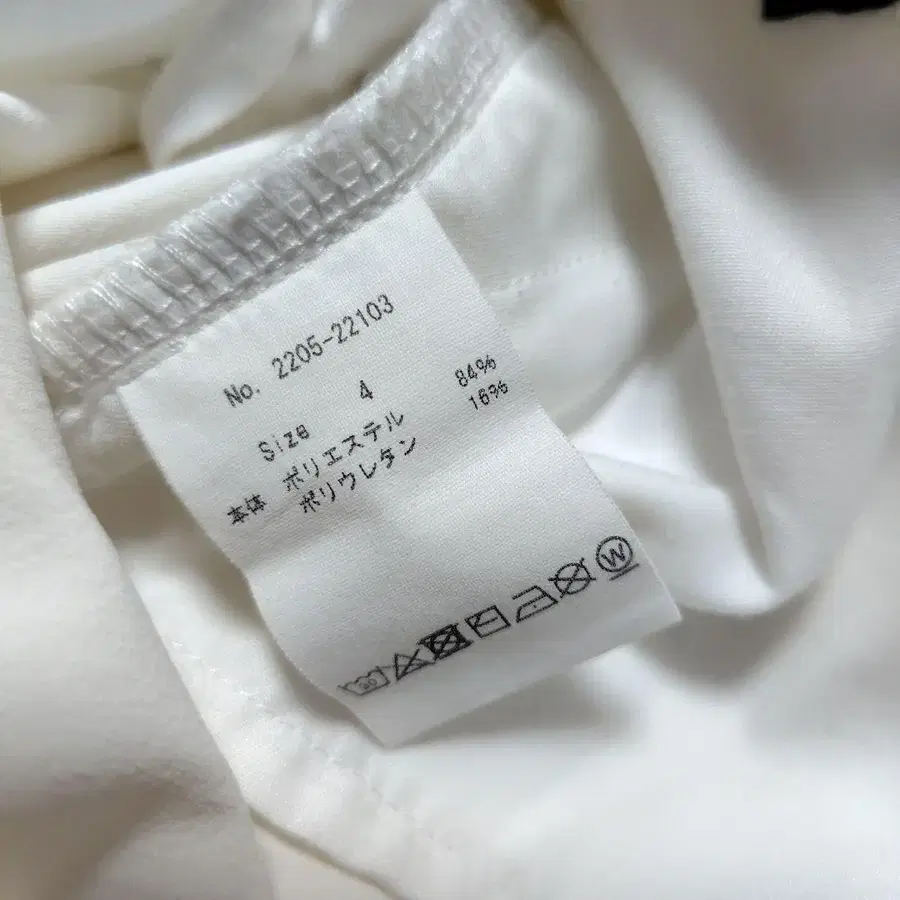 No. 2205-22103
Size 4
本体 ポリエステル 84%
ポリウレタン 16%
30
W